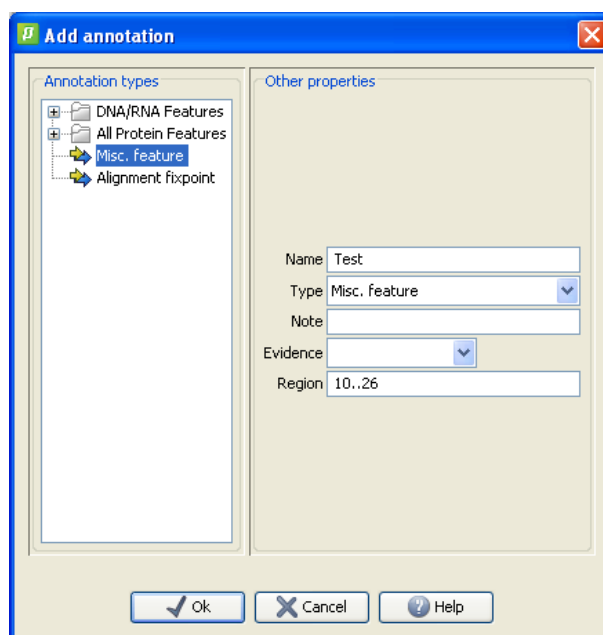 Add annotation
Annotation types
DNA/RNA Features
All Protein Features
Misc. feature
Alignment fixpoint
Other properties
Name Test
Type Misc. feature
Note
Evidence
Region 10..26
Ok Cancel Help